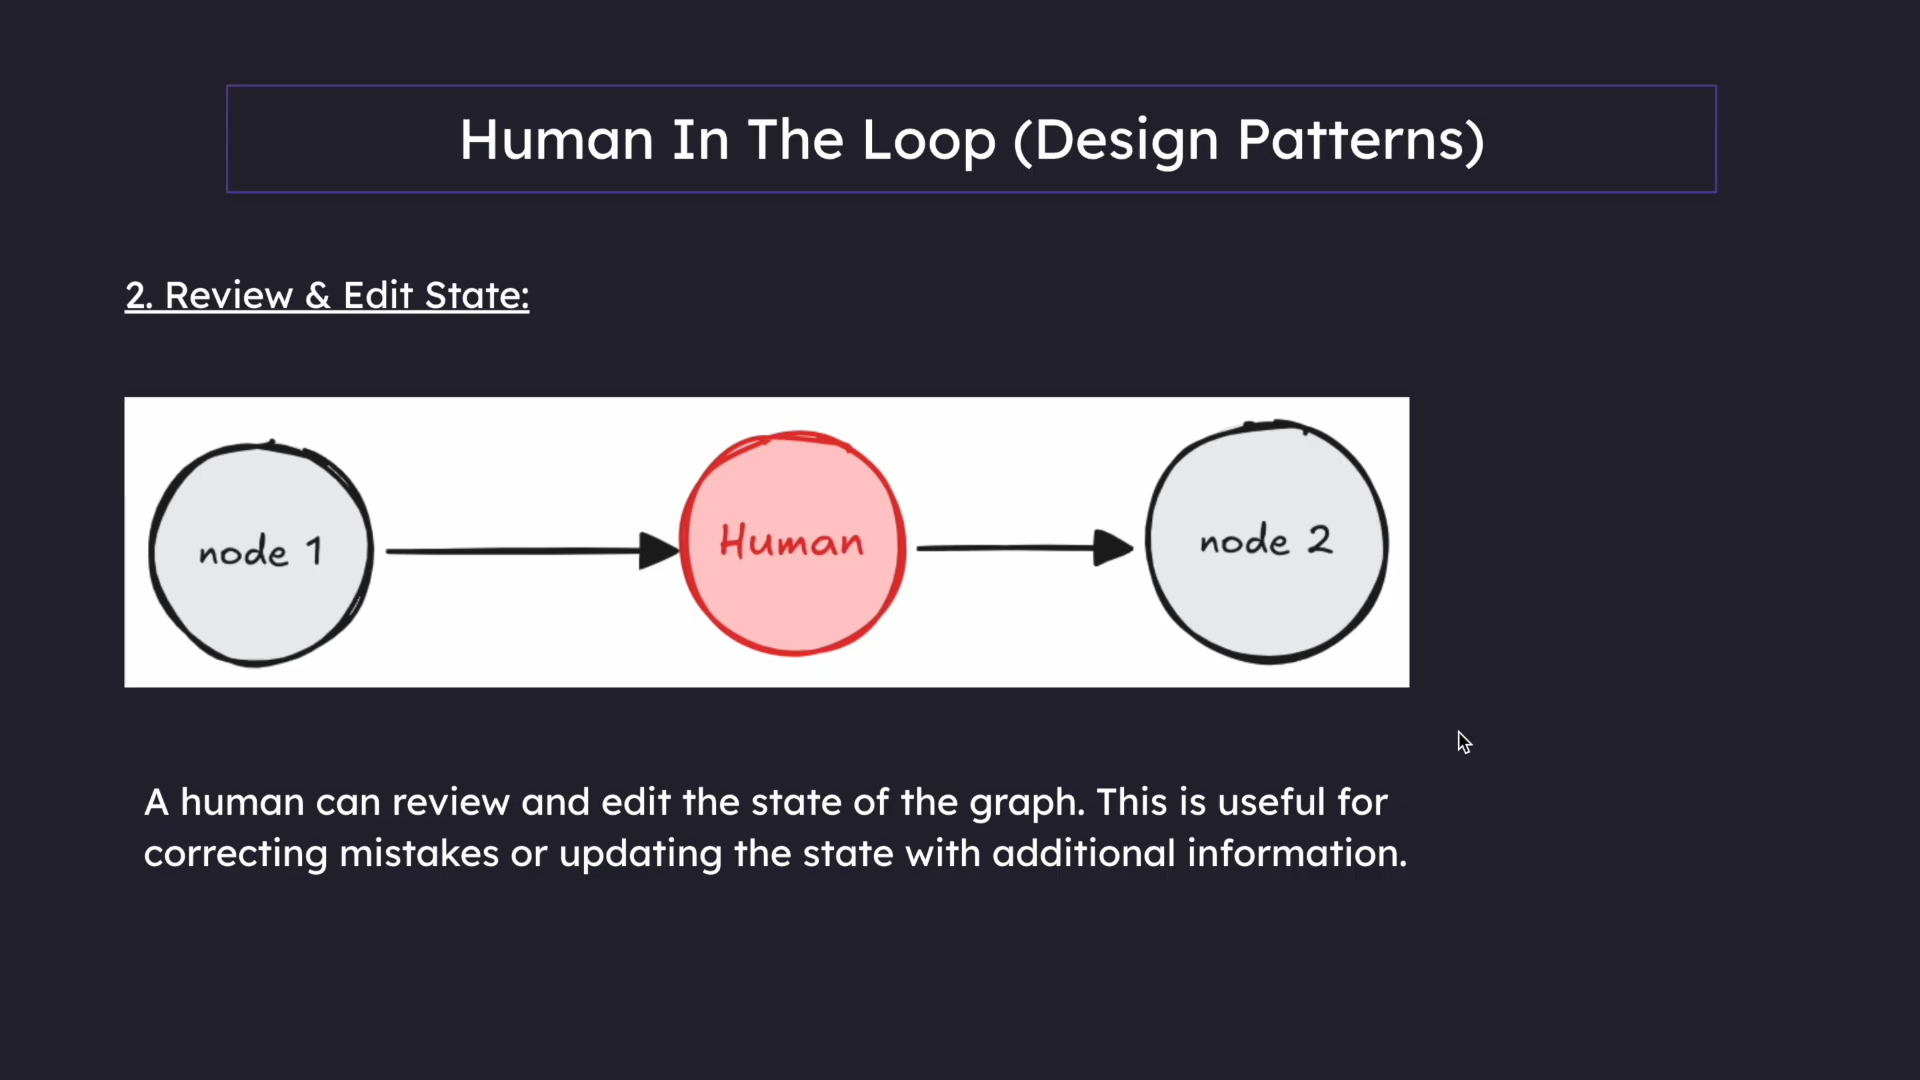 Human In The Loop (Design Patterns)
2. Review & Edit State:
node 1
Human
node 2
A human can review and edit the state of the graph. This is useful for
correcting mistakes or updating the state with additional information.